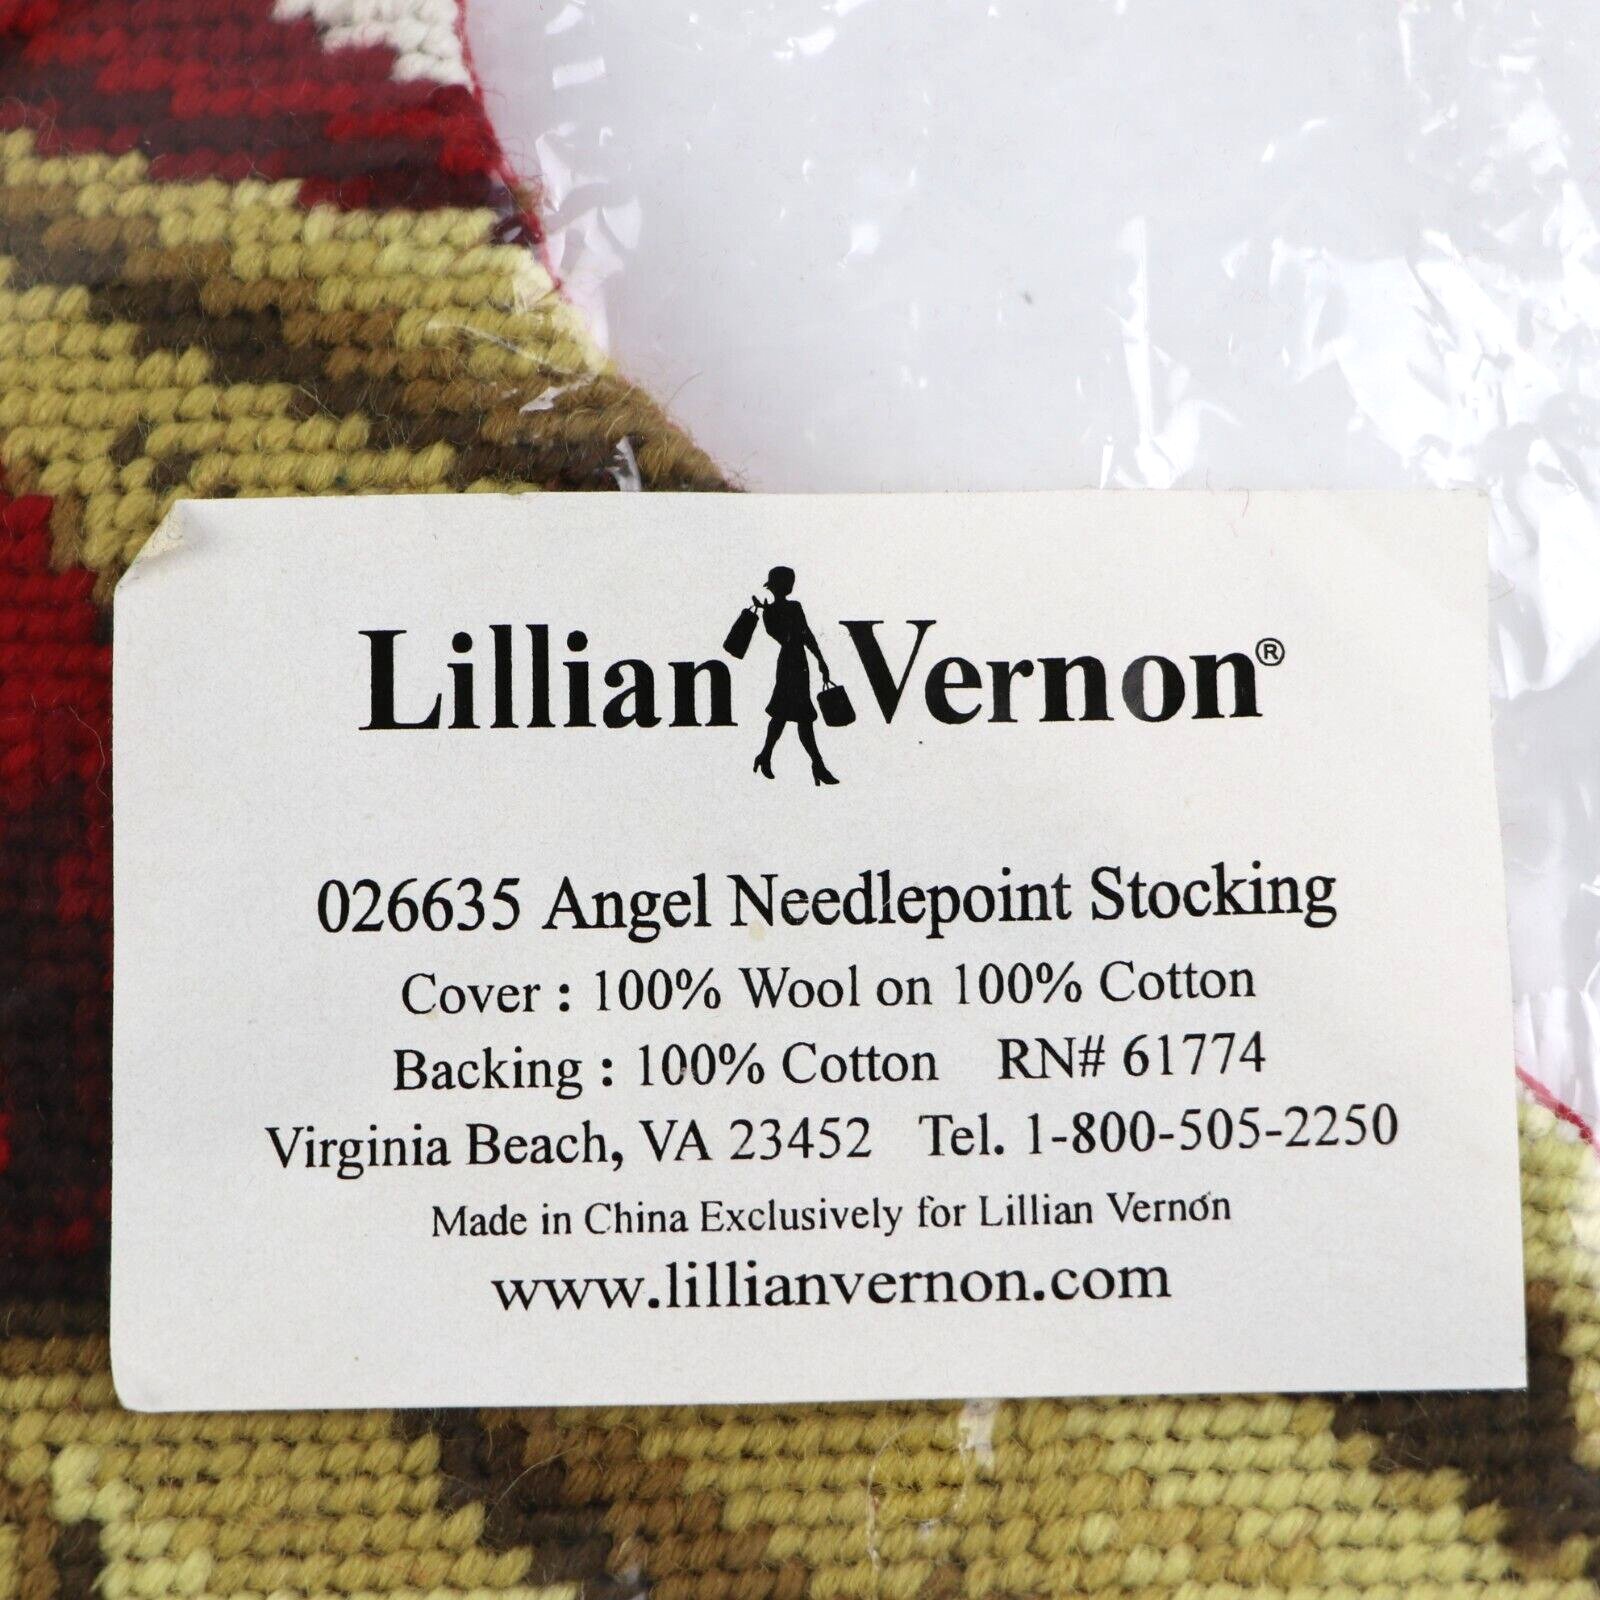 Lillian Vernon®
026635 Angel Needlepoint Stocking
Cover : 100% Wool on 100% Cotton
Backing : 100% Cotton RN# 61774
Virginia Beach, VA 23452 Tel. 1-800-505-2250
Made in China Exclusively for Lillian Vernon
www.lillianvernon.com